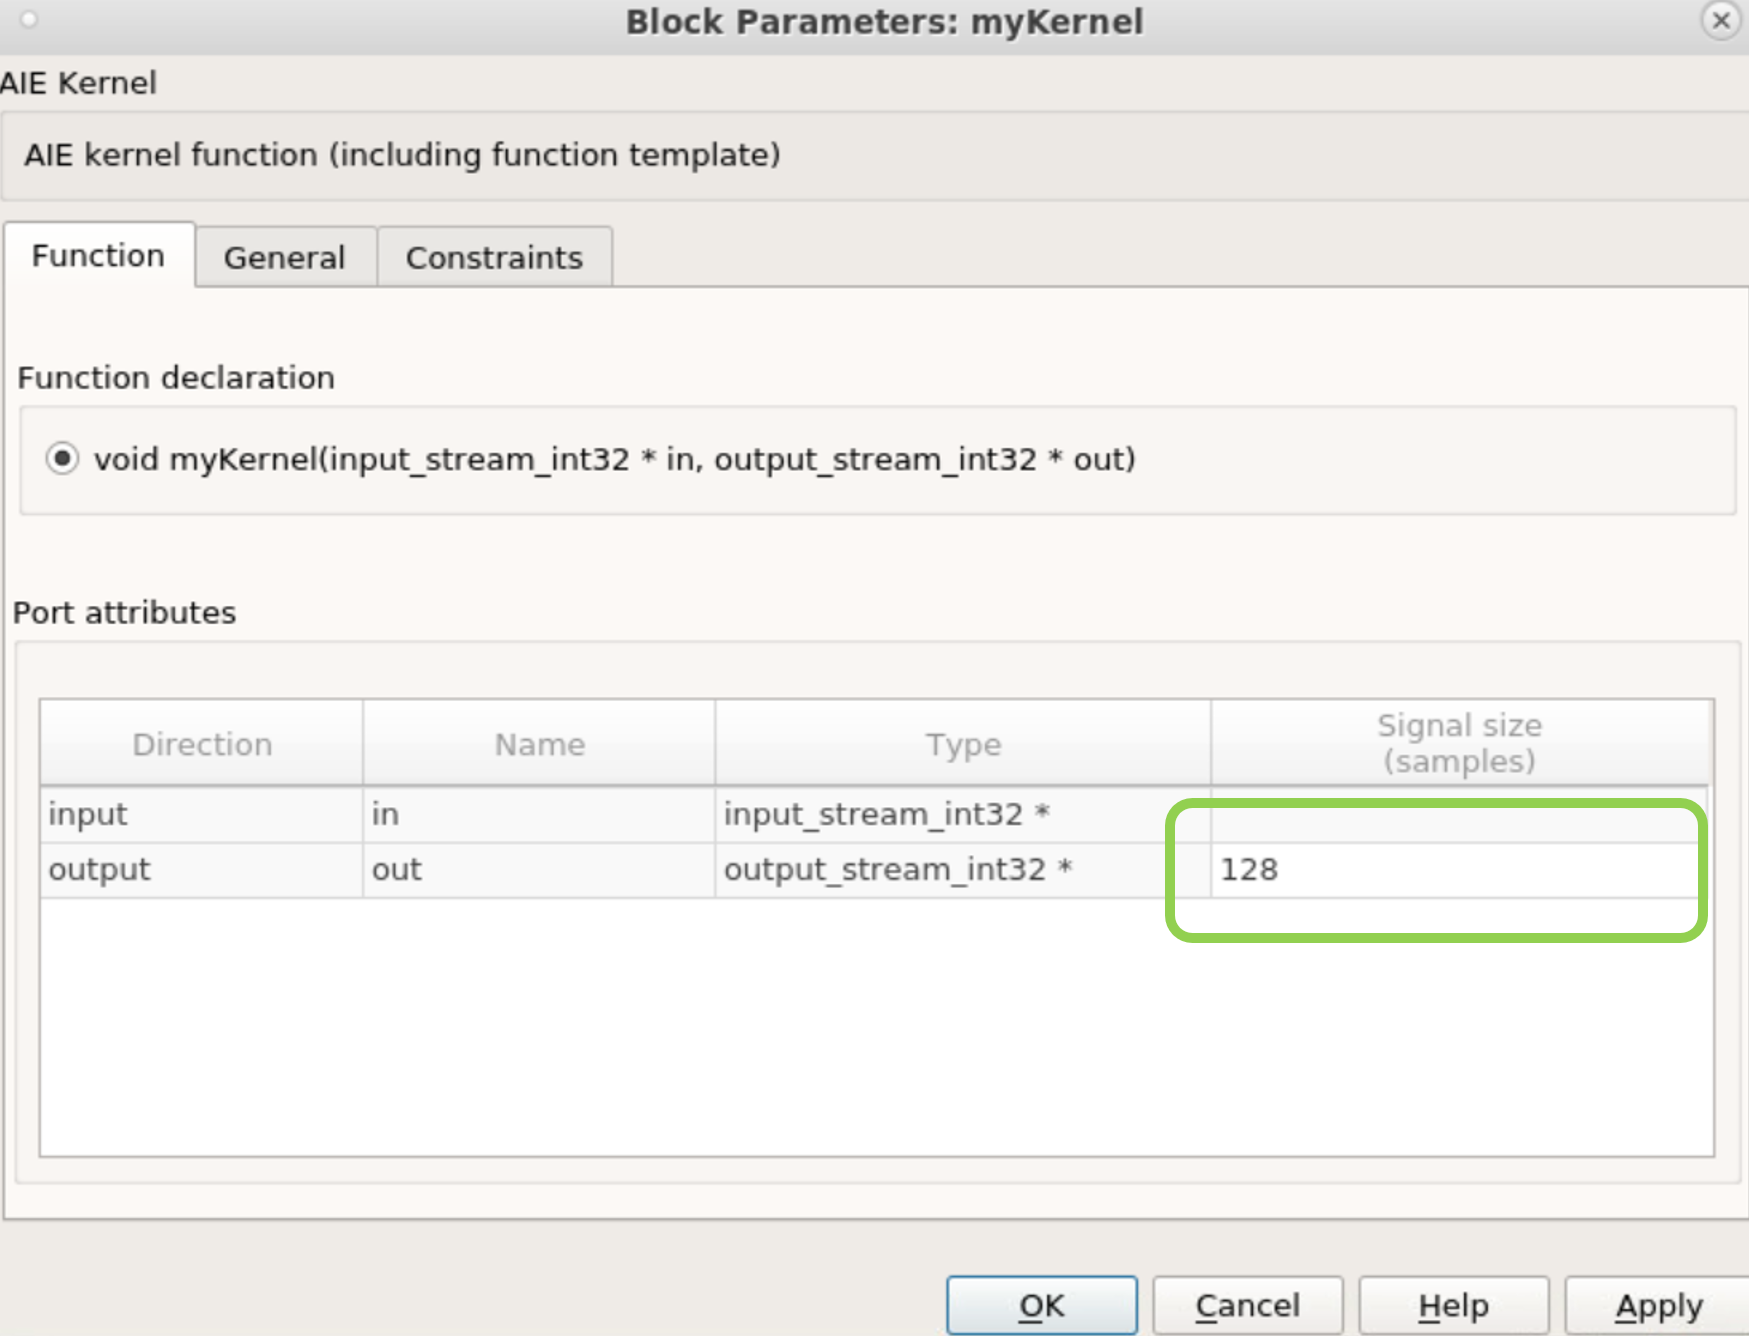 Block Parameters: myKernel
AIE Kernel
AIE kernel function (including function template)
Function General Constraints
Function declaration
void myKernel(input_stream_int32 * in, output_stream_int32 * out)
Port attributes
Direction Name Type Signal size
(samples)
input in input_stream_int32 *
output out output_stream_int32 * 128
OK Cancel Help Apply